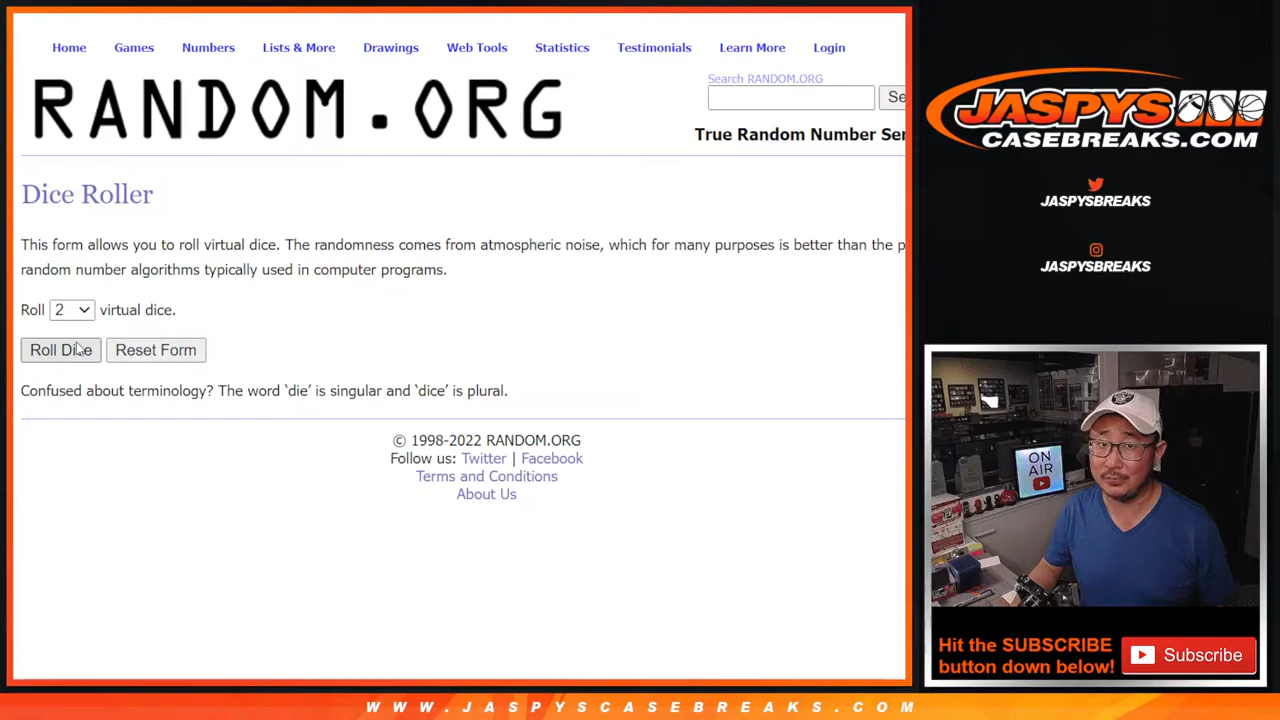 Home Games Numbers Lists & More Drawings Web Tools Statistics Testimonials Learn More Login
Search RANDOM.ORG
RANDOM.ORG
Se
True Random Number Ser
Dice Roller
This form allows you to roll virtual dice. The randomness comes from atmospheric noise, which for many purposes is better than the p
random number algorithms typically used in computer programs.
Roll 2 virtual dice.
Roll Dice Reset Form
Confused about terminology? The word ‘die’ is singular and ‘dice’ is plural.
© 1998-2022 RANDOM.ORG
Follow us: Twitter | Facebook
Terms and Conditions
About Us
JASPYS
CASEBREAKS.COM
JASPYSBREAKS
JASPYSBREAKS
ON
AIR
Hit the SUBSCRIBE
button down below!
Subscribe
WWW.JASPYSCASEBREAKS.COM